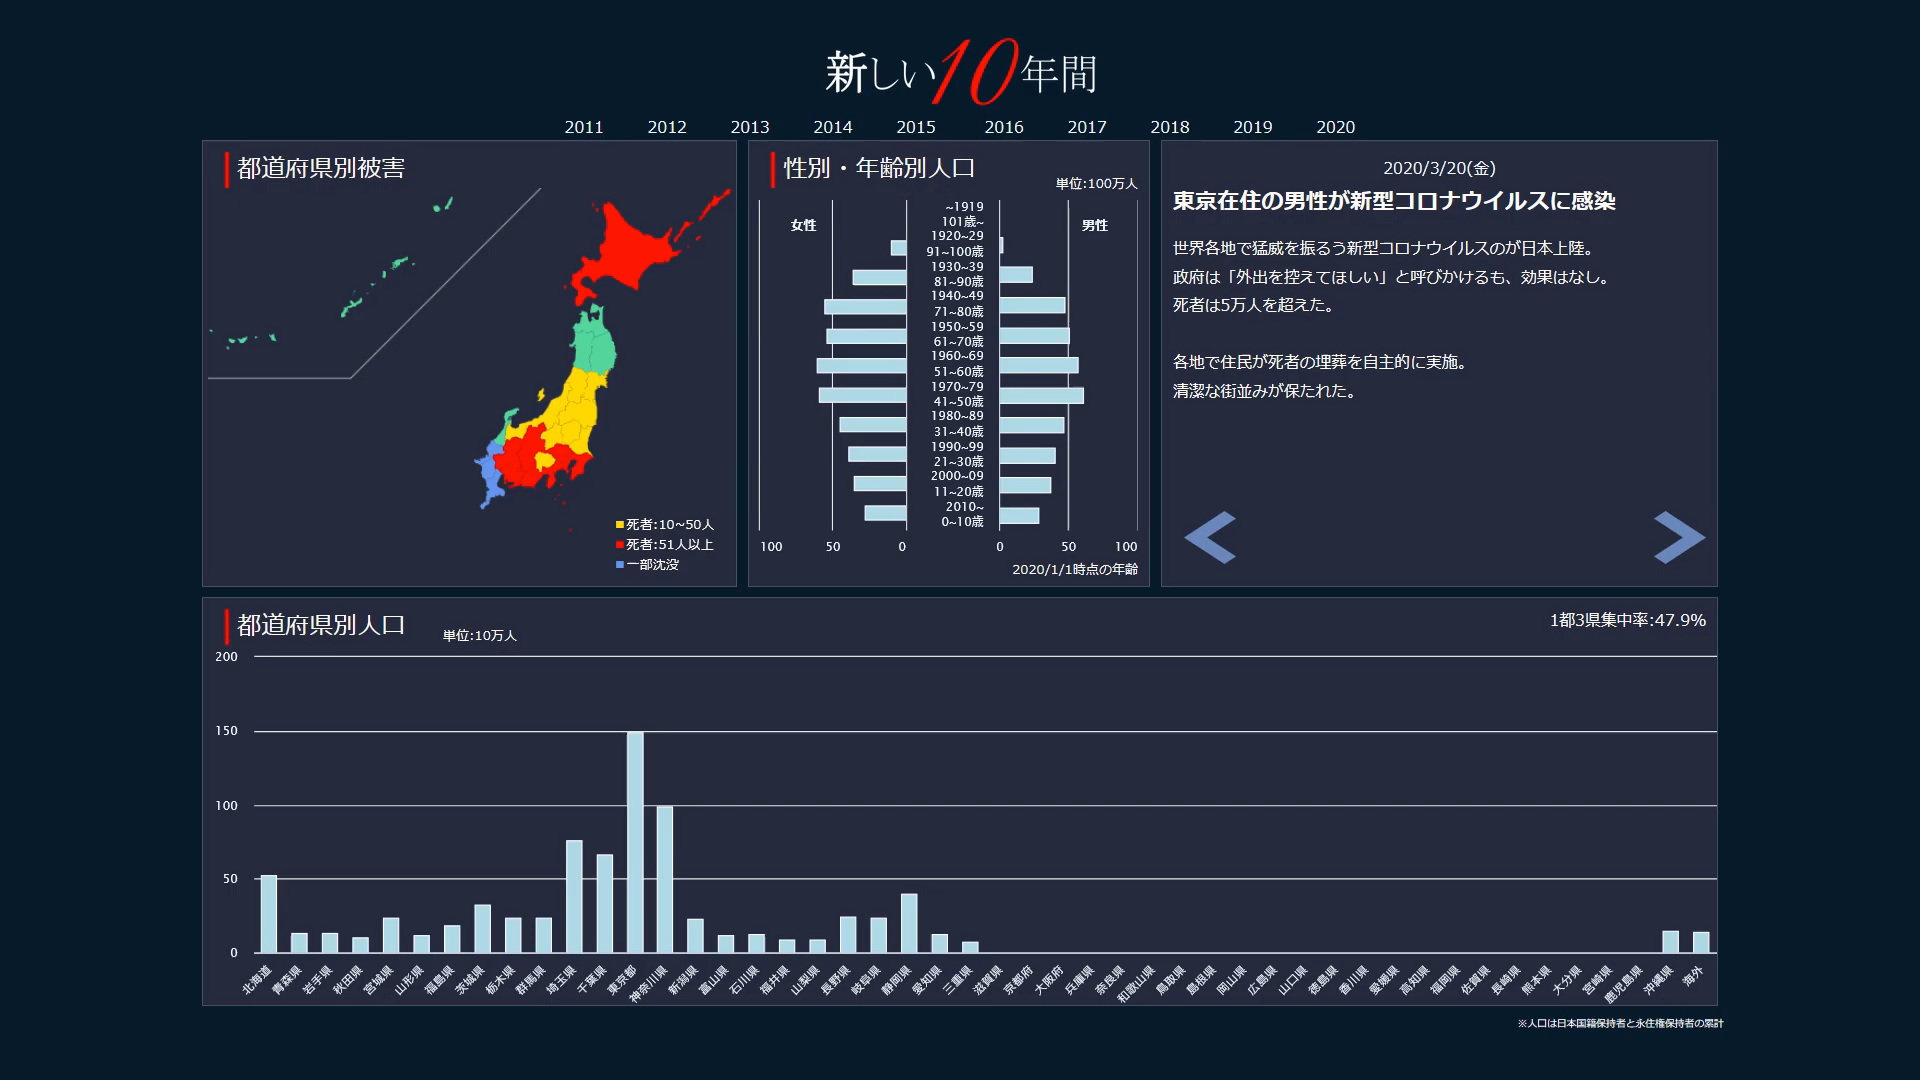 新しい10年間
2011 2012 2013 2014 2015 2016 2017 2018 2019 2020
都道府県別被害
死者:10~50人
死者:51人以上
一部沈没
性別・年齢別人口
単位:100万人
女性
男性
~1919
101歳~
1920~29
91~100歳
1930~39
81~90歳
1940~49
71~80歳
1950~59
61~70歳
1960~69
51~60歳
1970~79
41~50歳
1980~89
31~40歳
1990~99
21~30歳
2000~09
11~20歳
2010~
0~10歳
100 50 0 0 50 100
2020/1/1時点の年齢
2020/3/20(金)
東京在住の男性が新型コロナウイルスに感染
世界各地で猛威を振るう新型コロナウイルスのが日本上陸。
政府は「外出を控えてほしい」と呼びかけるも、効果はなし。
死者は5万人を超えた。
各地で住民が死者の埋葬を自主的に実施。
清潔な街並みが保たれた。
都道府県別人口
単位:10万人
1都3県集中率:47.9%
200
150
100
50
0
北海道 青森県 岩手県 秋田県 宮城県 山形県 福島県 茨城県 栃木県 群馬県 埼玉県 千葉県 東京都 神奈川県 新潟県 富山県 石川県 福井県 山梨県 長野県 岐阜県 静岡県 愛知県 三重県 滋賀県 京都府 大阪府 兵庫県 奈良県 和歌山県 鳥取県 島根県 岡山県 広島県 山口県 徳島県 香川県 愛媛県 高知県 福岡県 佐賀県 長崎県 熊本県 大分県 宮崎県 鹿児島県 沖縄県 海外
※人口は日本国籍保持者と永住権保持者の累計